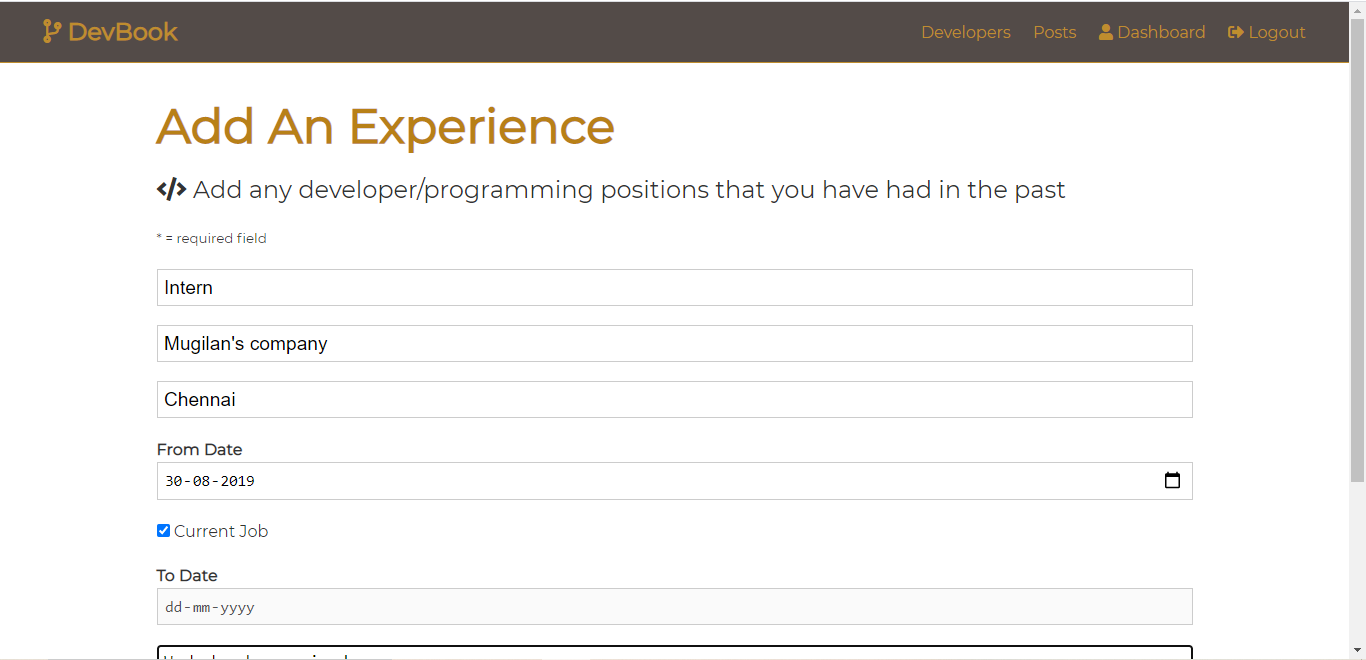 DevBook
Developers Posts Dashboard Logout
Add An Experience
</> Add any developer/programming positions that you have had in the past
* = required field
Intern
Mugilan's company
Chennai
From Date
30-08-2019
Current Job
To Date
dd-mm-yyyy